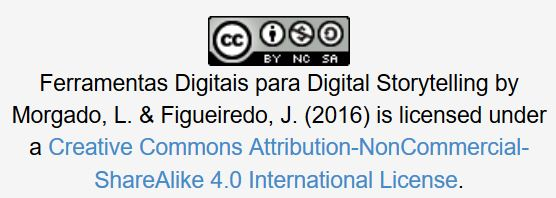 cc
BY NC SA
Ferramentas Digitais para Digital Storytelling by
Morgado, L. & Figueiredo, J. (2016) is licensed under
a Creative Commons Attribution-NonCommercial-
ShareAlike 4.0 International License.